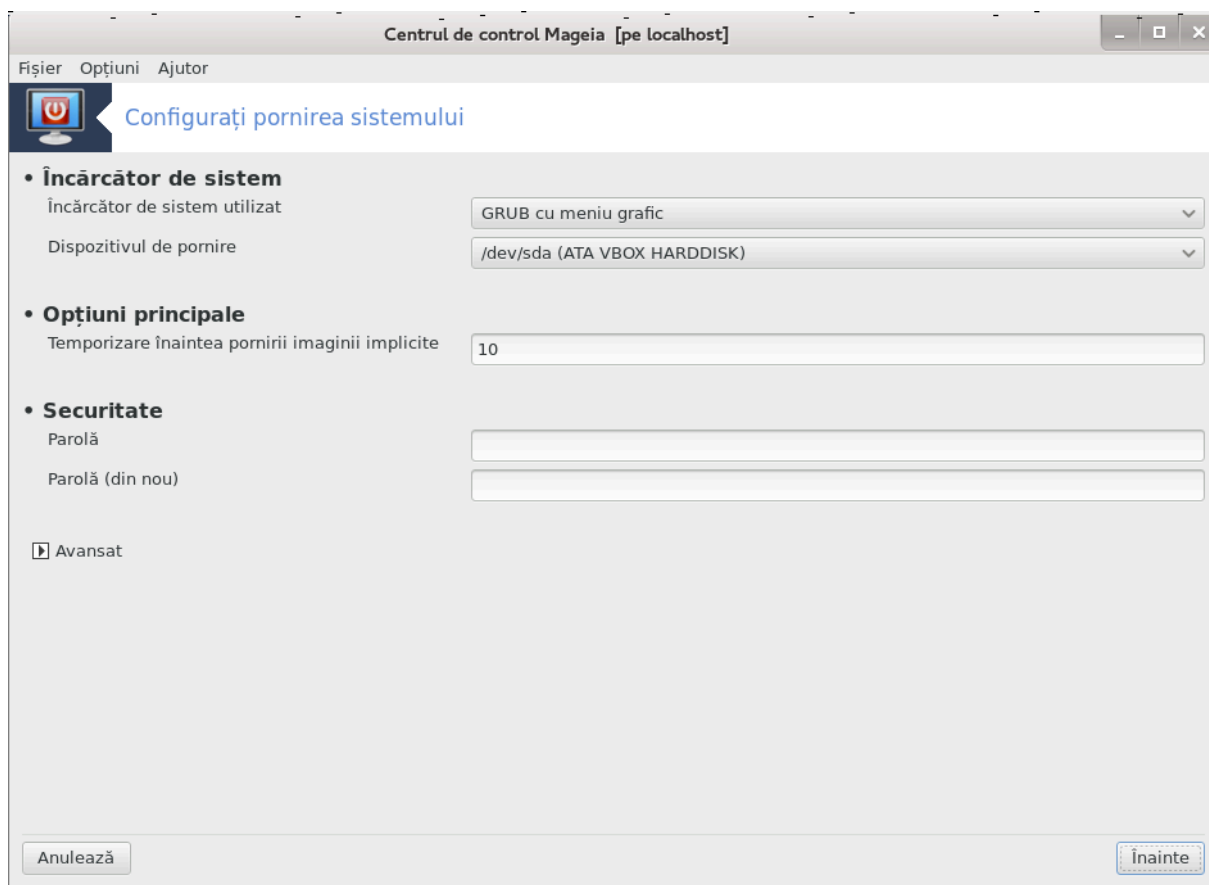 Centrul de control Mageia [pe localhost]
Fișier Opțiuni Ajutor
Configurați pornirea sistemului
• Încărcător de sistem
Încărcător de sistem utilizat
GRUB cu meniu grafic
Dispozitivul de pornire
/dev/sda (ATA VBOX HARDDISK)
• Opțiuni principale
Temporizare înaintea pornirii imaginii implicite
10
• Securitate
Parolă
Parolă (din nou)
Avansat
Anulează
Înainte